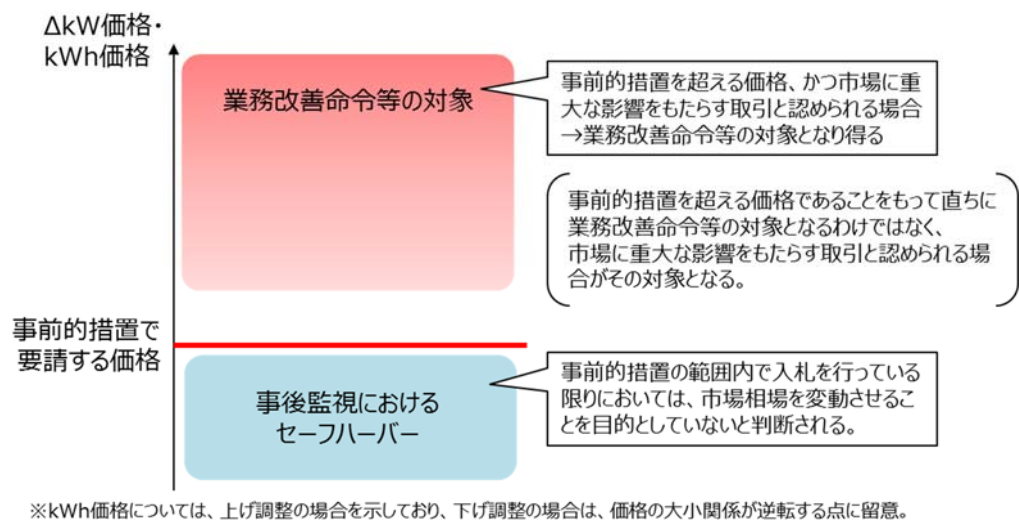 ΔkW価格・
kWh価格
業務改善命令等の対象
事前的措置を超える価格、かつ市場に重
大な影響をもたらす取引と認められる場合
→業務改善命令等の対象となり得る
事前的措置を超える価格であることをもって直ちに
業務改善命令等の対象となるわけではなく、
市場に重大な影響をもたらす取引と認められる場
合がその対象となる。
事前的措置で
要請する価格
事後監視における
セーフハーバー
事前的措置の範囲内で入札を行っている
限りにおいては、市場相場を変動させるこ
とを目的としていないと判断される。
※kWh価格については、上げ調整の場合を示しており、下げ調整の場合は、価格の大小関係が逆転する点に留意。